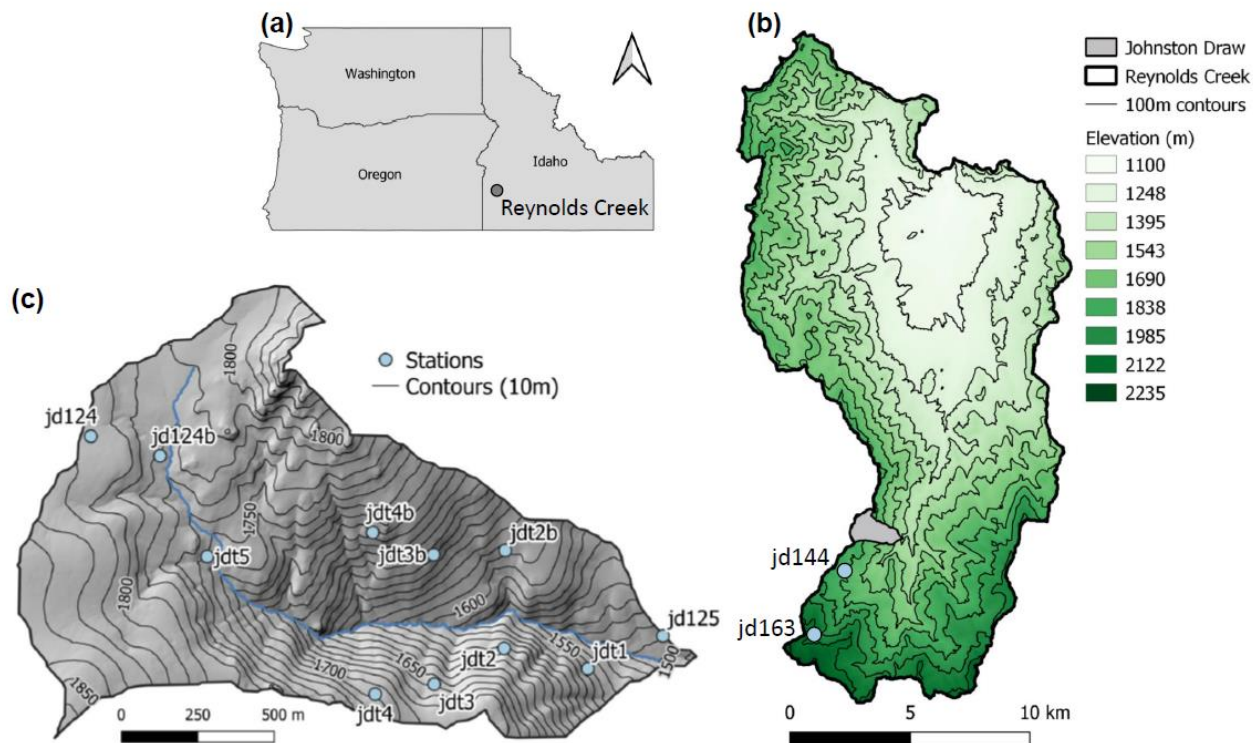 (a)
Washington
Oregon
Idaho
Reynolds Creek
(b)
Johnston Draw
Reynolds Creek
100m contours
Elevation (m)
1100
1248
1395
1543
1690
1838
1985
2122
2235
jd144
jd163
0 5 10 km
(c)
Stations
Contours (10m)
1800
jd124
jd124b
1800
1750
jdt4b
jdt3b
jdt2b
jdt5
1800
1600
jd125
1500
1550
jdt2
jdt1
1650
1700
jdt3
jdt4
1850
0 250 500 m